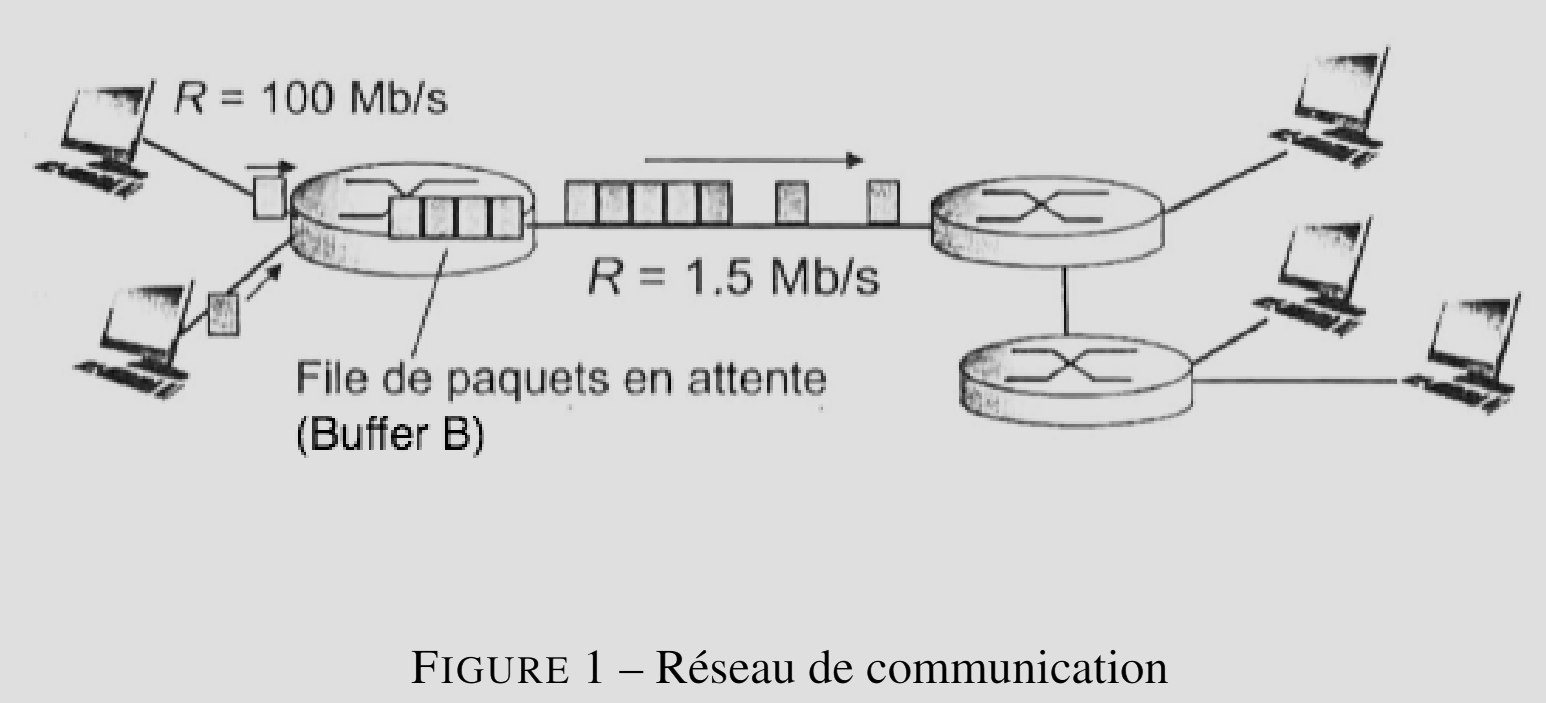 R = 100 Mb/s
R = 1.5 Mb/s
File de paquets en attente
(Buffer B)
FIGURE 1 – Réseau de communication